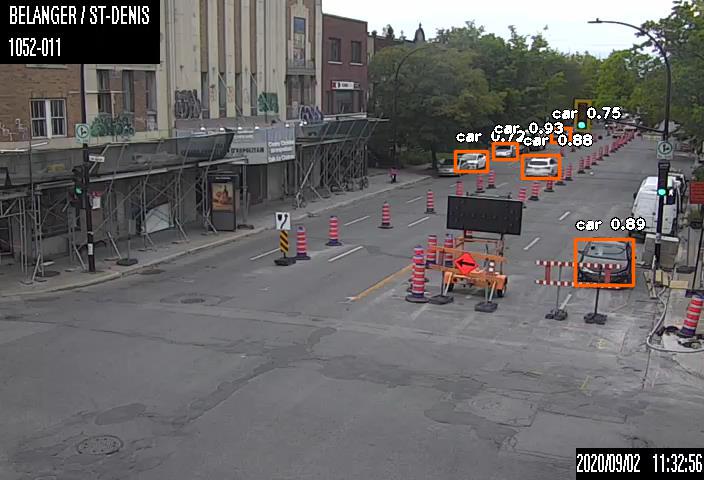 BELANGER / ST-DENIS
1052-011
car 0.75
car 0.93
car 0.72
car 0.88
car 0.89
2020/09/02 11:32:56